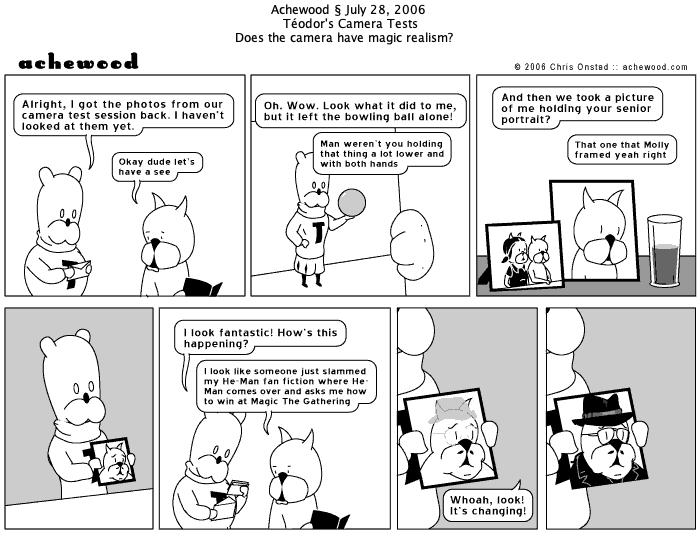 Achewood § July 28, 2006
Téodor's Camera Tests
Does the camera have magic realism?
achewood
© 2006 Chris Onstad :: achewood.com
Alright, I got the photos from our
camera test session back. I haven't
looked at them yet.
Okay dude let's
have a see
Oh. Wow. Look what it did to me,
but it left the bowling ball alone!
Man weren't you holding
that thing a lot lower and
with both hands
T
And then we took a picture
of me holding your senior
portrait?
That one that Molly
framed yeah right
I look fantastic! How's this
happening?
I look like someone just slammed
my He-Man fan fiction where He-
Man comes over and asks me how
to win at Magic The Gathering
Whoah, look!
It's changing!